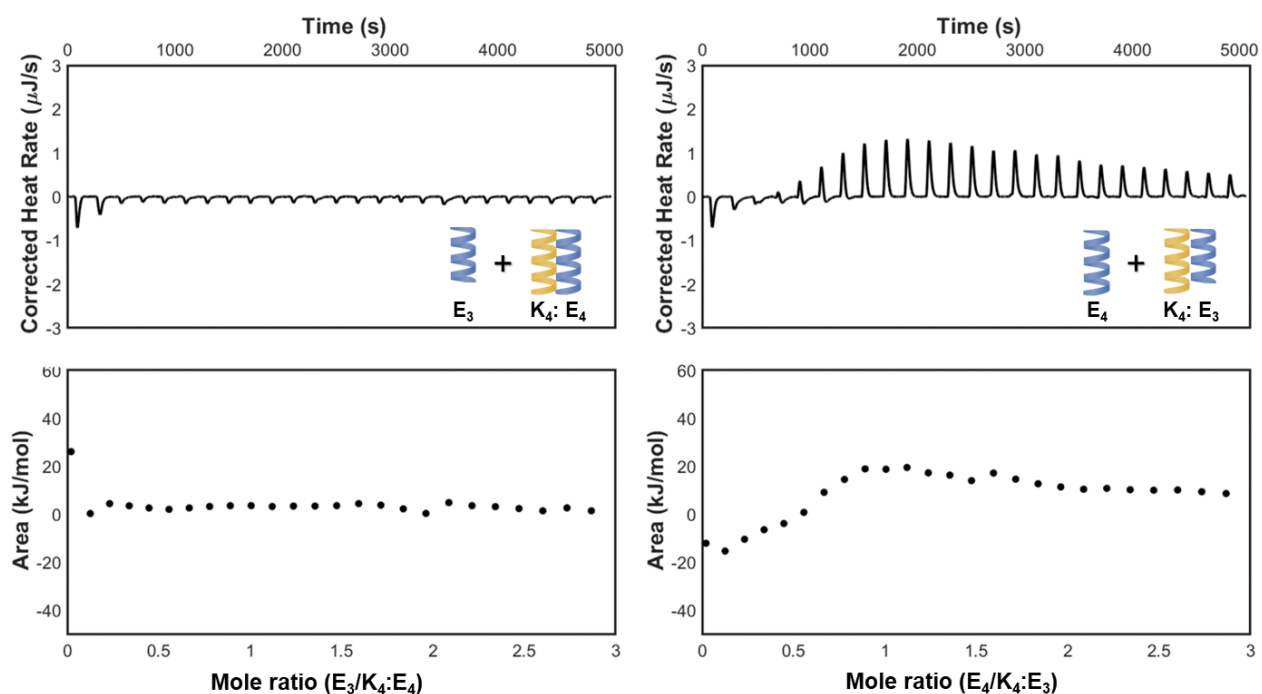 Time (s)
0 1000 2000 3000 4000 5000
Corrected Heat Rate (μJ/s)
3
2
1
0
-1
-2
-3
+
E₃ K₄: E₄
Area (kJ/mol)
60
40
20
0
-20
-40
0 0.5 1 1.5 2 2.5 3
Mole ratio (E₃/K₄:E₄)
Time (s)
0 1000 2000 3000 4000 5000
Corrected Heat Rate (μJ/s)
3
2
1
0
-1
-2
-3
+
E₄ K₄: E₃
Area (kJ/mol)
60
40
20
0
-20
-40
0 0.5 1 1.5 2 2.5 3
Mole ratio (E₄/K₄:E₃)